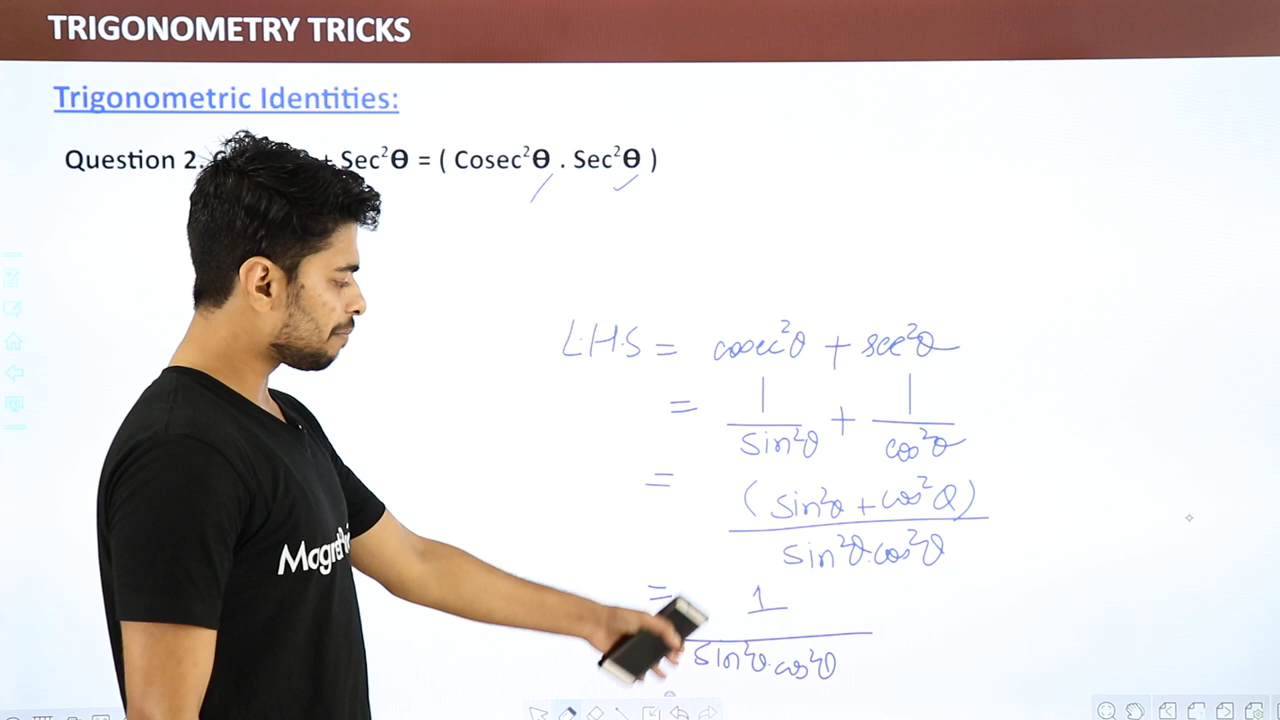 TRIGONOMETRY TRICKS
Trigonometric Identities:
Question 2. + Sec²Θ = ( Cosec²Θ . Sec²Θ )
L.H.S = cosec²θ + sec²θ
= 1/sin²θ + 1/cos²θ
= (sin²θ + cos²θ)/sin²θ.cos²θ
= 1/sin²θ.cos²θ